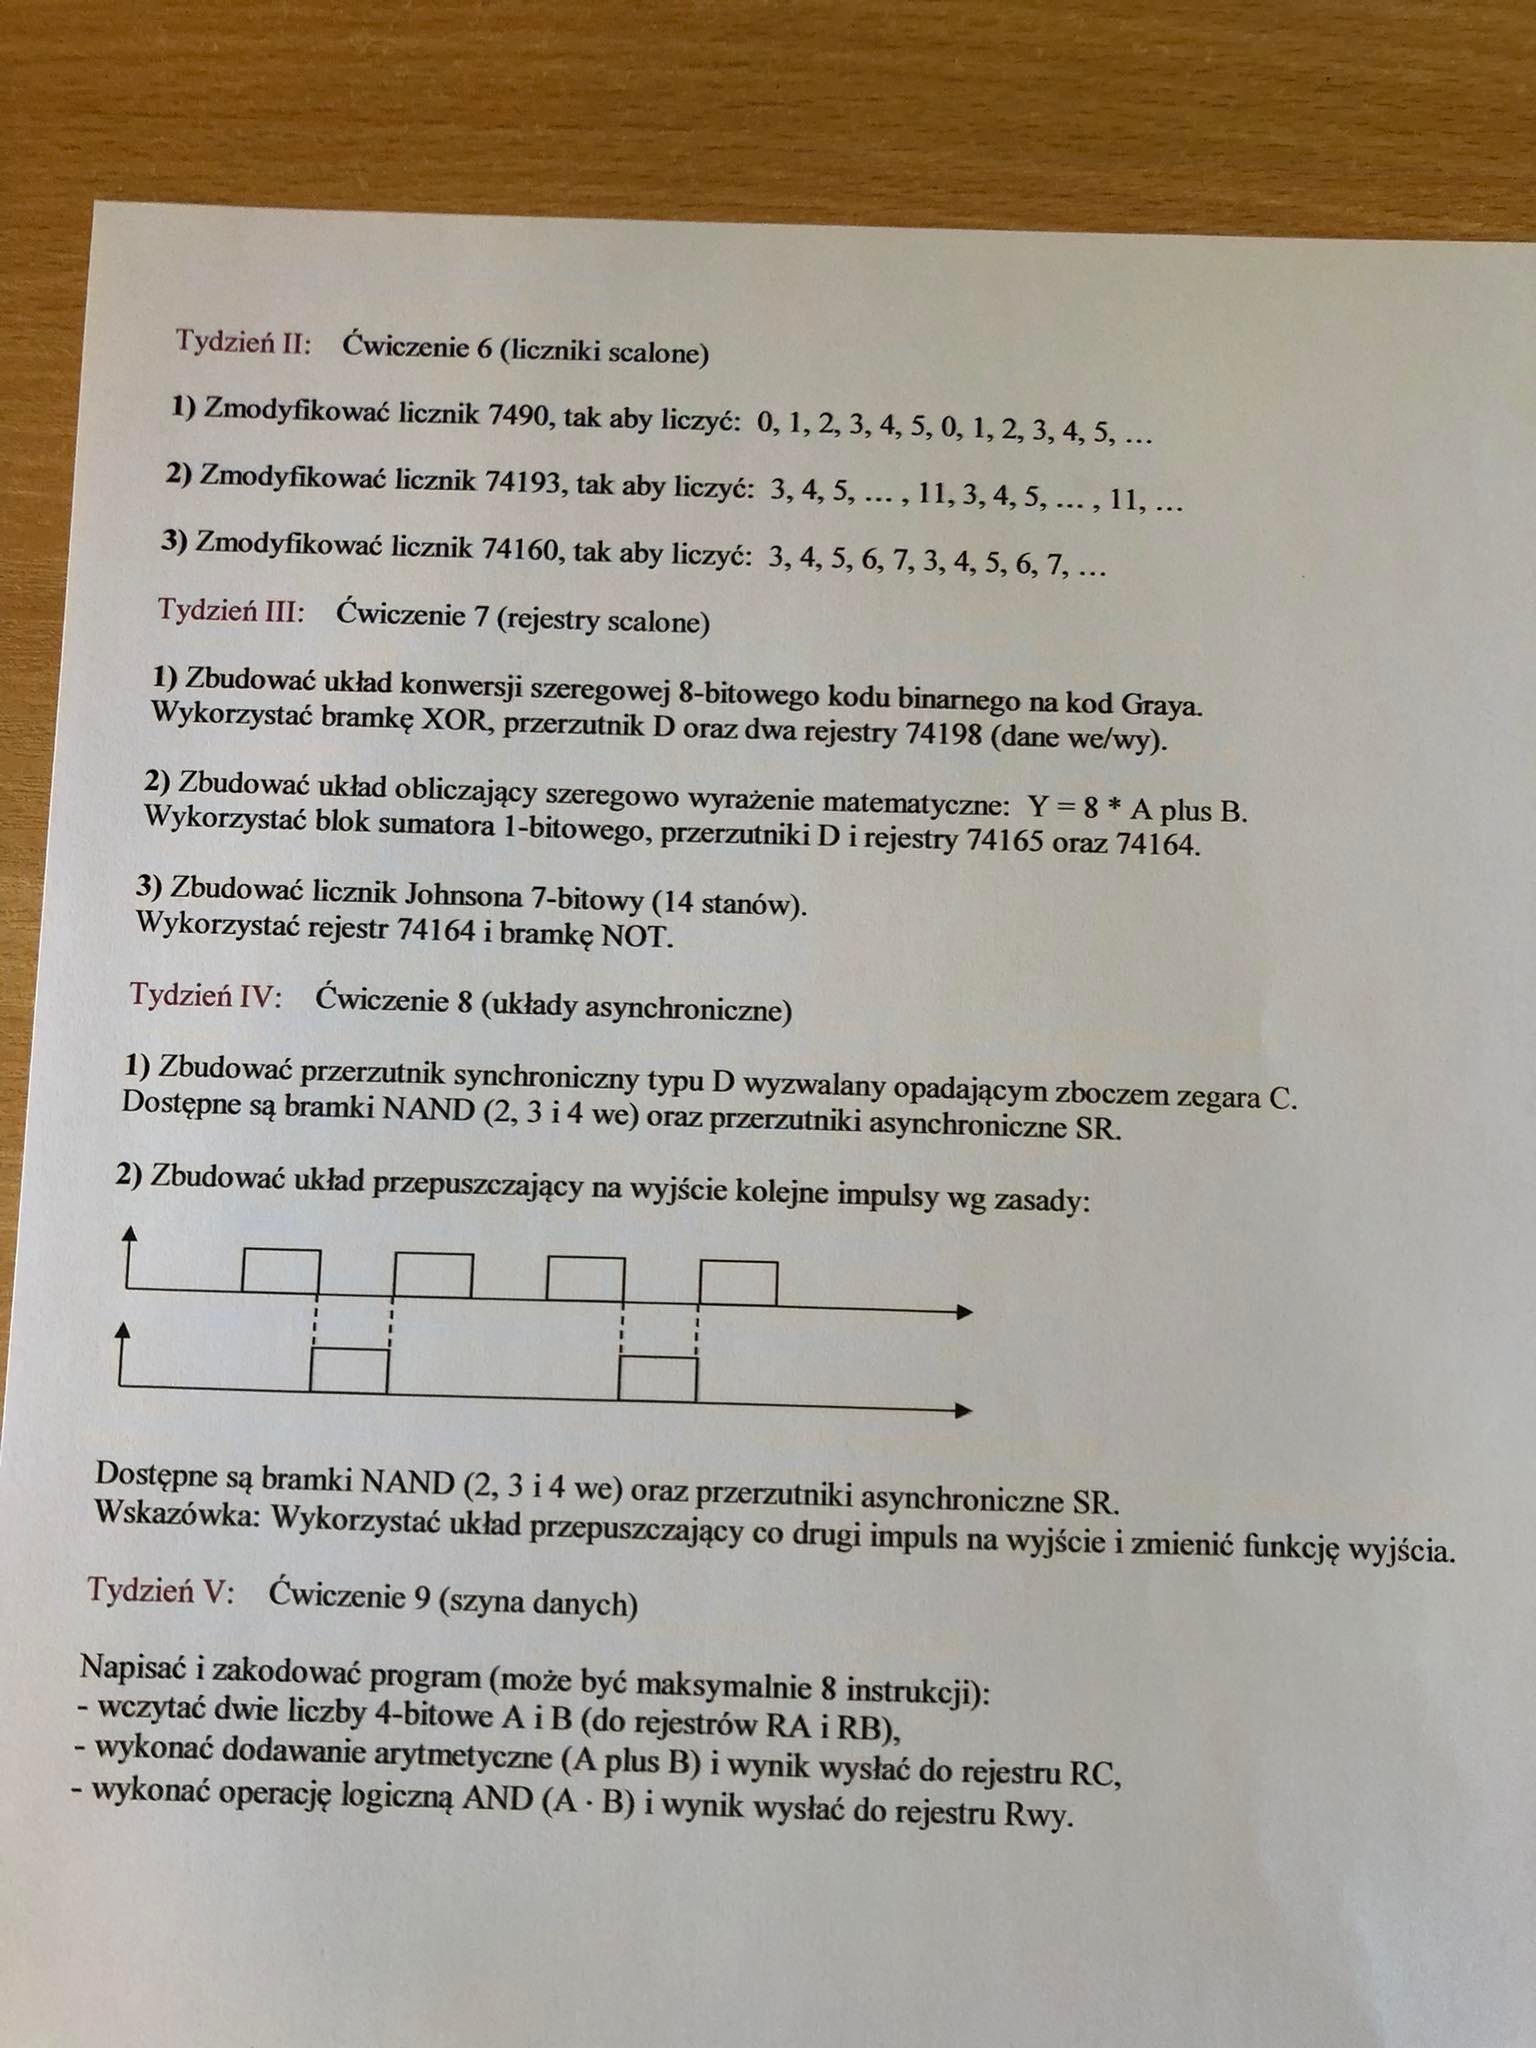 Tydzień II: Ćwiczenie 6 (liczniki scalone)
1) Zmodyfikować licznik 7490, tak aby liczyć: 0, 1, 2, 3, 4, 5, 0, 1, 2, 3, 4, 5, ...
2) Zmodyfikować licznik 74193, tak aby liczyć: 3, 4, 5, ... , 11, 3, 4, 5, ... , 11, ...
3) Zmodyfikować licznik 74160, tak aby liczyć: 3, 4, 5, 6, 7, 3, 4, 5, 6, 7, ...
Tydzień III: Ćwiczenie 7 (rejestry scalone)
1) Zbudować układ konwersji szeregowej 8-bitowego kodu binarnego na kod Graya.
Wykorzystać bramkę XOR, przerzutnik D oraz dwa rejestry 74198 (dane we/wy).
2) Zbudować układ obliczający szeregowo wyrażenie matematyczne: Y = 8 * A plus B.
Wykorzystać blok sumatora 1-bitowego, przerzutniki D i rejestry 74165 oraz 74164.
3) Zbudować licznik Johnsona 7-bitowy (14 stanów).
Wykorzystać rejestr 74164 i bramkę NOT.
Tydzień IV: Ćwiczenie 8 (układy asynchroniczne)
1) Zbudować przerzutnik synchroniczny typu D wyzwalany opadającym zboczem zegara C.
Dostępne są bramki NAND (2, 3 i 4 we) oraz przerzutniki asynchroniczne SR.
2) Zbudować układ przepuszczający na wyjście kolejne impulsy wg zasady:
Dostępne są bramki NAND (2, 3 i 4 we) oraz przerzutniki asynchroniczne SR.
Wskazówka: Wykorzystać układ przepuszczający co drugi impuls na wyjście i zmienić funkcję wyjścia.
Tydzień V: Ćwiczenie 9 (szyna danych)
Napisać i zakodować program (może być maksymalnie 8 instrukcji):
- wczytać dwie liczby 4-bitowe A i B (do rejestrów RA i RB),
- wykonać dodawanie arytmetyczne (A plus B) i wynik wysłać do rejestru RC,
- wykonać operację logiczną AND (A · B) i wynik wysłać do rejestru Rwy.